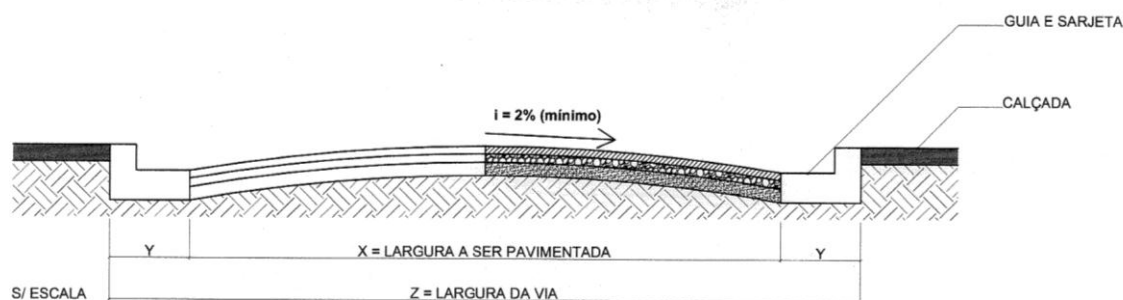 GUIA E SARJETA
CALÇADA
i = 2% (mínimo)
Y
X = LARGURA A SER PAVIMENTADA
Y
S/ ESCALA
Z = LARGURA DA VIA